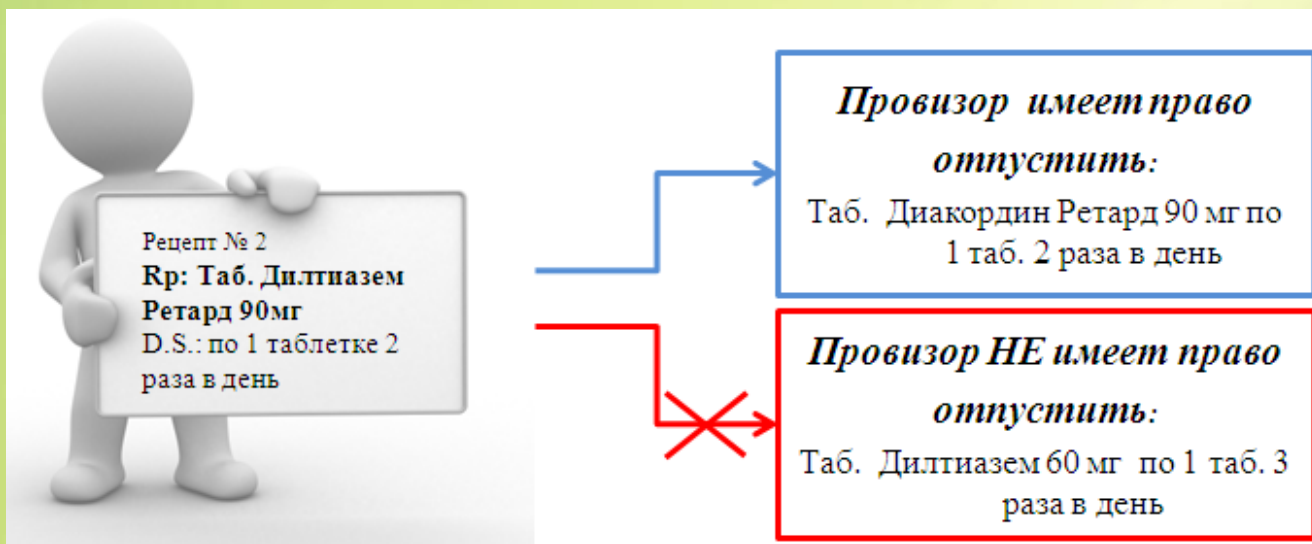 Рецепт № 2
Rp: Таб. Дилтиазем
Ретард 90мг
D.S.: по 1 таблетке 2
раза в день
Провизор имеет право
отпустить:
Таб. Диакордин Ретард 90 мг по
1 таб. 2 раза в день
Провизор НЕ имеет право
отпустить:
Таб. Дилтиазем 60 мг по 1 таб. 3
раза в день